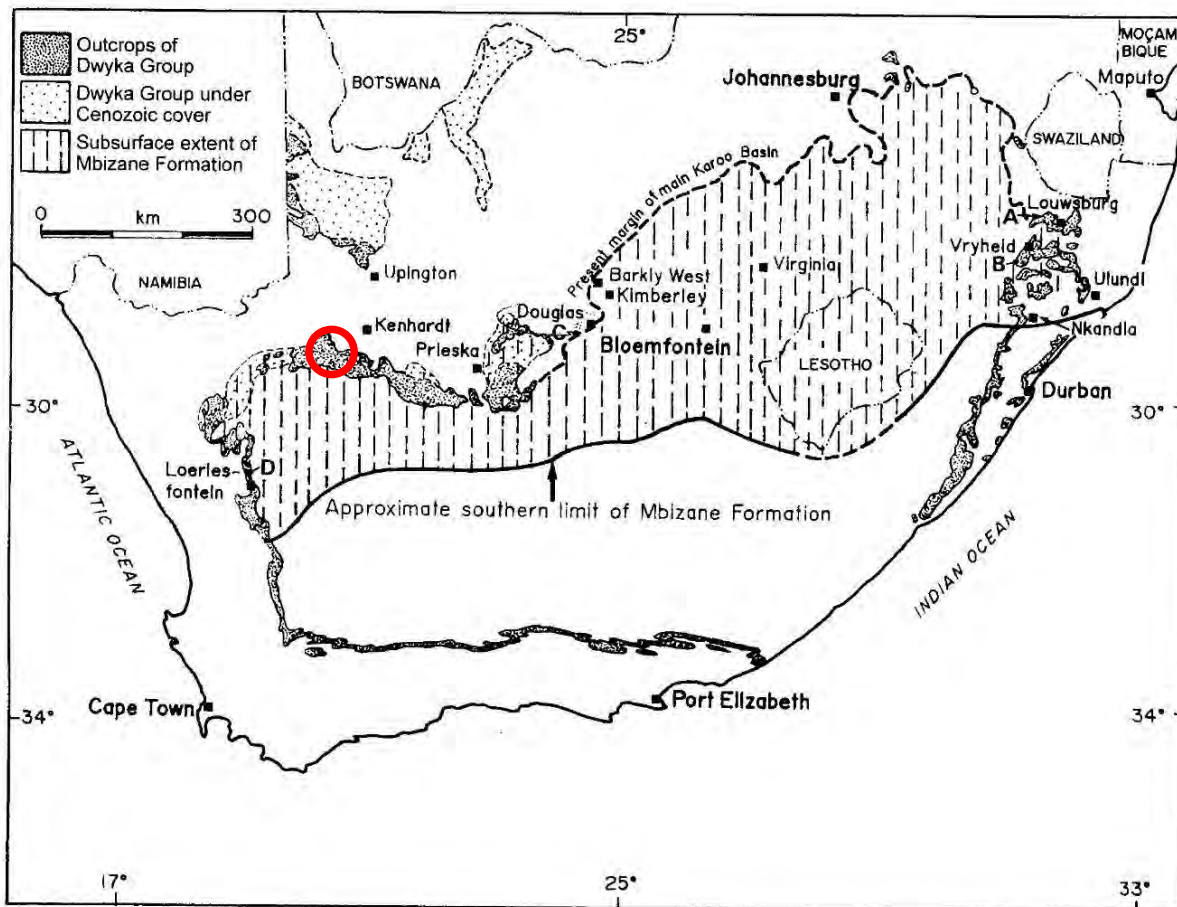 Outcrops of
Dwyka Group
Dwyka Group under
Cenozoic cover
Subsurface extent of
Mbizane Formation
0 km 300
25°
MOÇAM
BIQUE
Maputo
BOTSWANA
Johannesburg
SWAZILAND
Present margin of main Karoo Basin
A
Louwsburg
Vryheid
B
Ulundi
Nkandla
NAMIBIA
Upington
Barkly West
Kimberley
Virginia
Douglas
C
Kenhardt
Prieska
Bloemfontein
LESOTHO
Durban
30°
30°
Loeries-
fontein
D
Approximate southern limit of Mbizane Formation
ATLANTIC OCEAN
INDIAN OCEAN
Cape Town
Port Elizabeth
34°
34°
17°
25°
33°